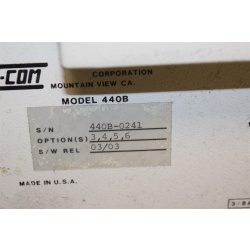 -COM
CORPORATION
MOUNTAIN VIEW CA.
MODEL 440B
S/N 440B-0241
OPTION(S) 3,4,5,6
S/W REL 03/03
MADE IN U.S.A.